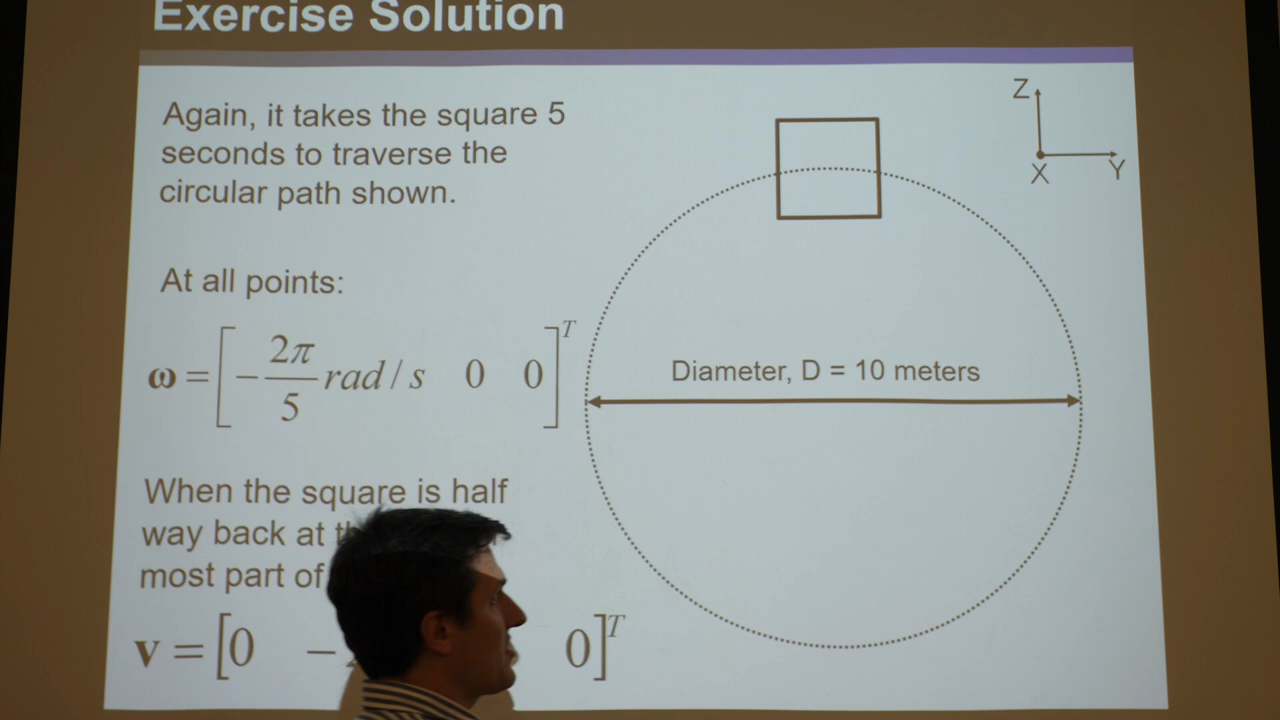 Exercise Solution
Again, it takes the square 5
seconds to traverse the
circular path shown.
At all points:
ω = [ − 2π/5 rad / s 0 0 ]ᵀ
When the square is half
way back at
most part of
v = [0 − 0]ᵀ
Z
X Y
Diameter, D = 10 meters